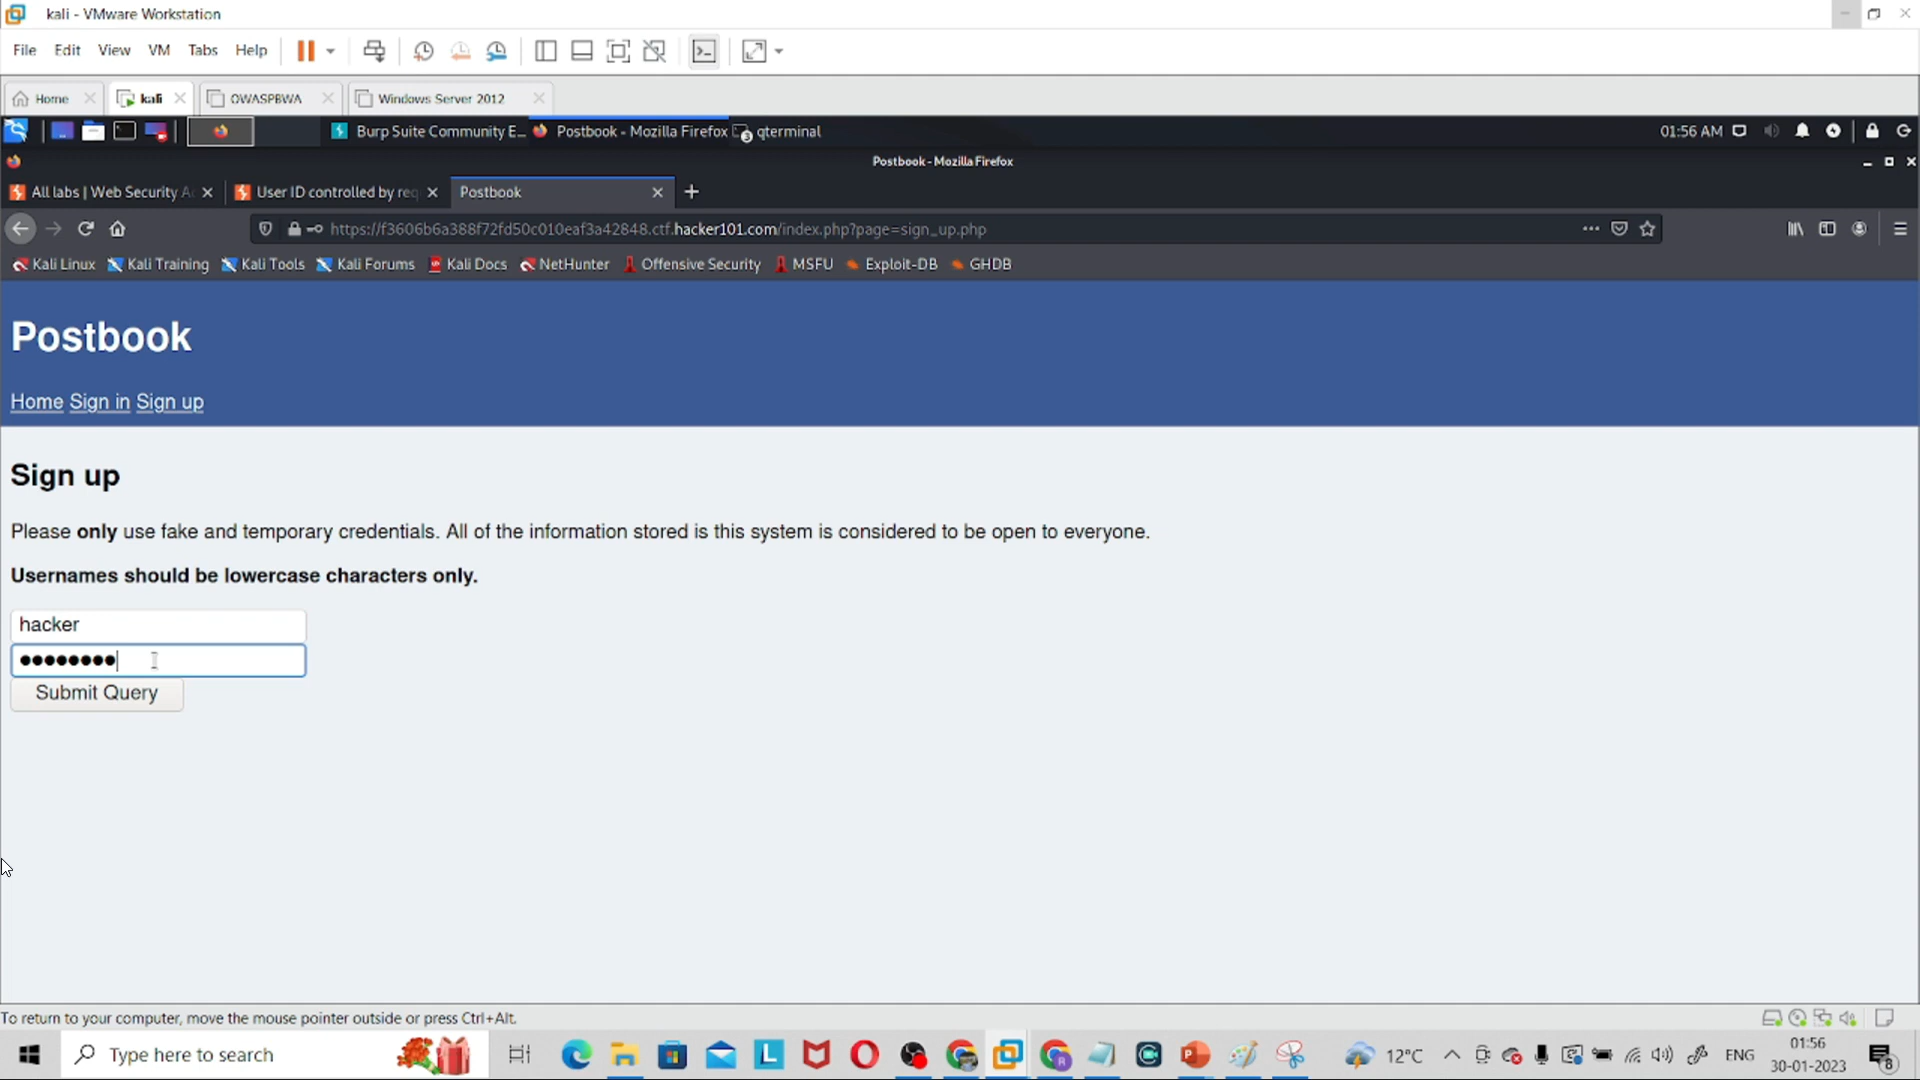 kali - VMware Workstation
File Edit View VM Tabs Help
Home kali OWASPBWA Windows Server 2012
Burp Suite Community E... Postbook - Mozilla Firefox 3 qterminal 01:56 AM
Postbook - Mozilla Firefox
All labs | Web Security A User ID controlled by req Postbook
https://f3606b6a388f72fd50c010eaf3a42848.ctf.hacker101.com/index.php?page=sign_up.php
Kali Linux Kali Training Kali Tools Kali Forums Kali Docs NetHunter Offensive Security MSFU Exploit-DB GHDB
Postbook
Home Sign in Sign up
Sign up
Please only use fake and temporary credentials. All of the information stored is this system is considered to be open to everyone.
Usernames should be lowercase characters only.
hacker
●●●●●●●●
Submit Query
To return to your computer, move the mouse pointer outside or press Ctrl+Alt.
Type here to search 12°C ENG 01:56
30-01-2023 8